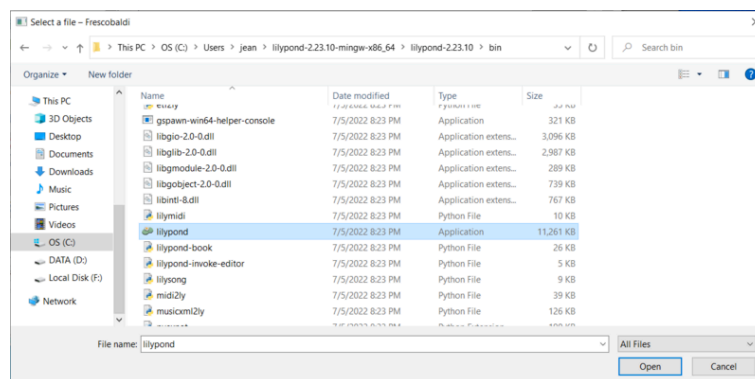 Select a file – Frescobaldi
This PC > OS (C:) > Users > jean > lilypond-2.23.10-mingw-x86_64 > lilypond-2.23.10 > bin
Search bin
Organize New folder
Name Date modified Type Size
etf2ly 7/5/2022 8:23 PM Python File
gspawn-win64-helper-console 7/5/2022 8:23 PM Application 321 KB
libgio-2.0-0.dll 7/5/2022 8:23 PM Application extens... 3,096 KB
libglib-2.0-0.dll 7/5/2022 8:23 PM Application extens... 2,987 KB
libgmodule-2.0-0.dll 7/5/2022 8:23 PM Application extens... 289 KB
libgobject-2.0-0.dll 7/5/2022 8:23 PM Application extens... 739 KB
libintl-8.dll 7/5/2022 8:23 PM Application extens... 767 KB
lilymidi 7/5/2022 8:23 PM Python File 10 KB
lilypond 7/5/2022 8:23 PM Application 11,261 KB
lilypond-book 7/5/2022 8:23 PM Python File 26 KB
lilypond-invoke-editor 7/5/2022 8:23 PM Python File 5 KB
lilysong 7/5/2022 8:23 PM Python File 9 KB
midi2ly 7/5/2022 8:23 PM Python File 39 KB
musicxml2ly 7/5/2022 8:23 PM Python File 126 KB
This PC
3D Objects
Desktop
Documents
Downloads
Music
Pictures
Videos
OS (C:)
DATA (D:)
Local Disk (F:)
Network
File name: lilypond
All Files
Open Cancel